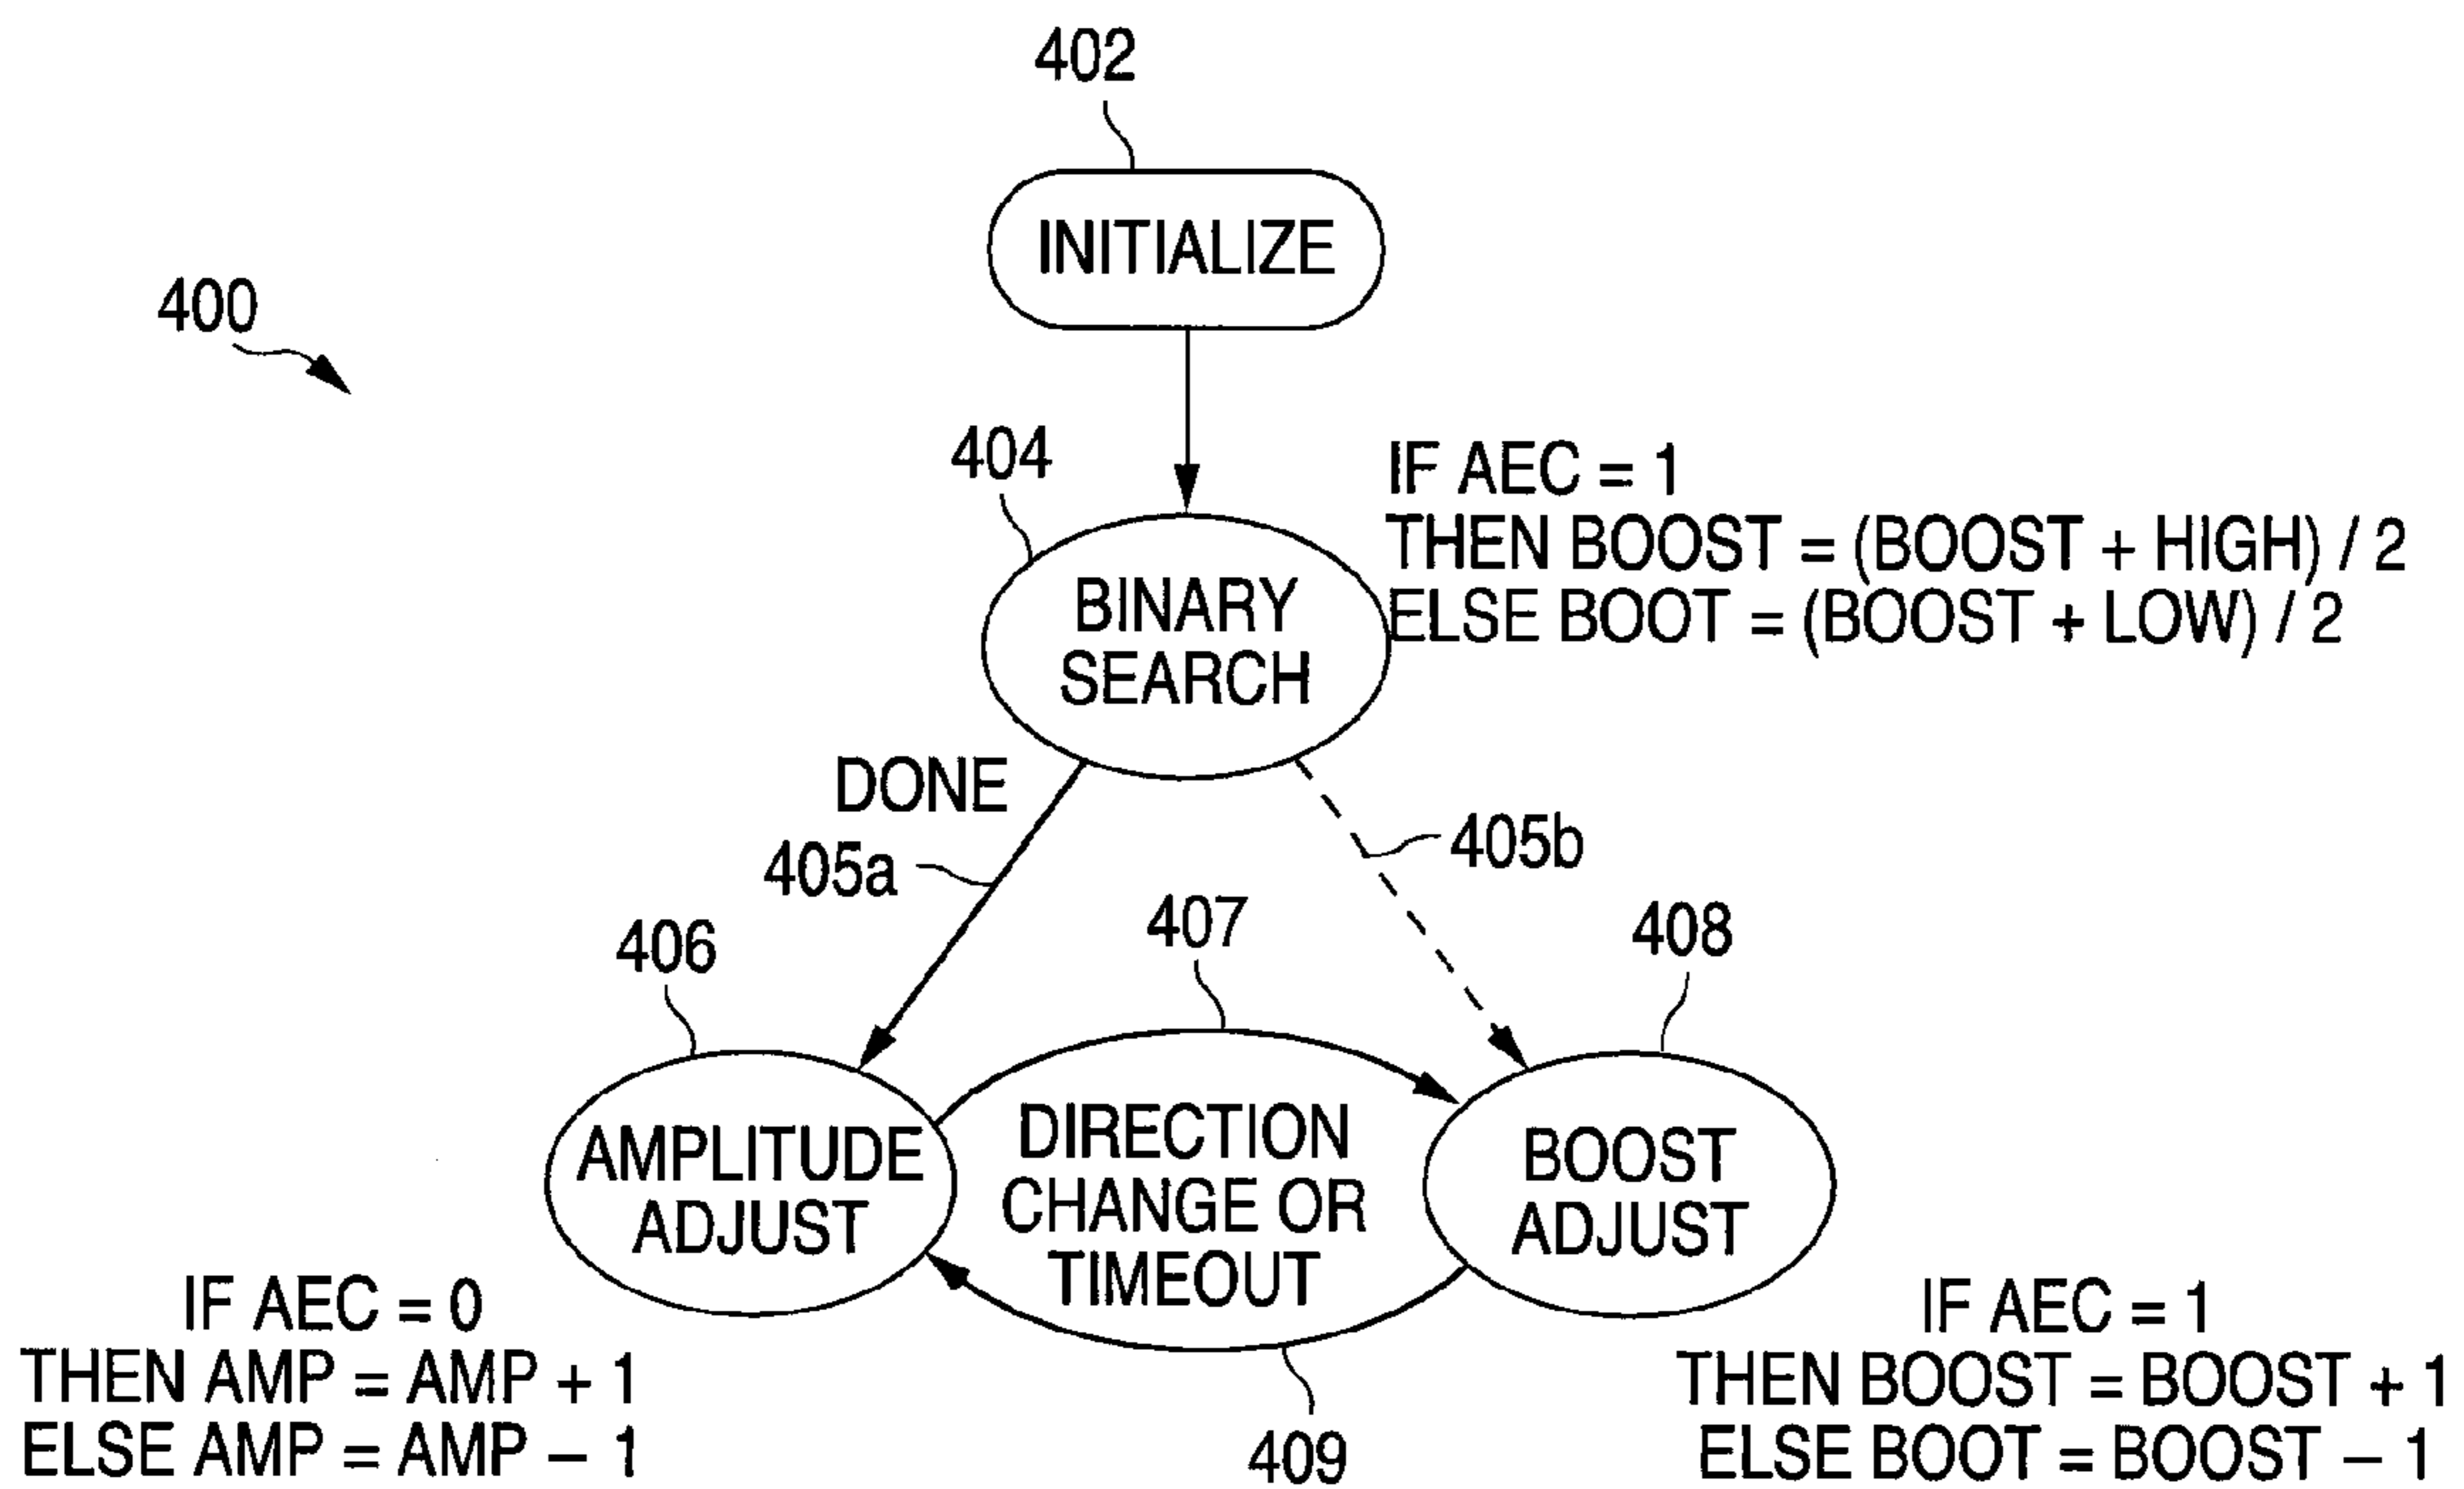 402
INITIALIZE
400
404
IF AEC = 1
THEN BOOST = (BOOST + HIGH) / 2
ELSE BOOT = (BOOST + LOW) / 2
BINARY
SEARCH
DONE
405a
405b
406
407
408
AMPLITUDE
ADJUST
DIRECTION
CHANGE OR
TIMEOUT
BOOST
ADJUST
IF AEC = 0
THEN AMP = AMP + 1
ELSE AMP = AMP – 1
409
IF AEC = 1
THEN BOOST = BOOST + 1
ELSE BOOT = BOOST – 1